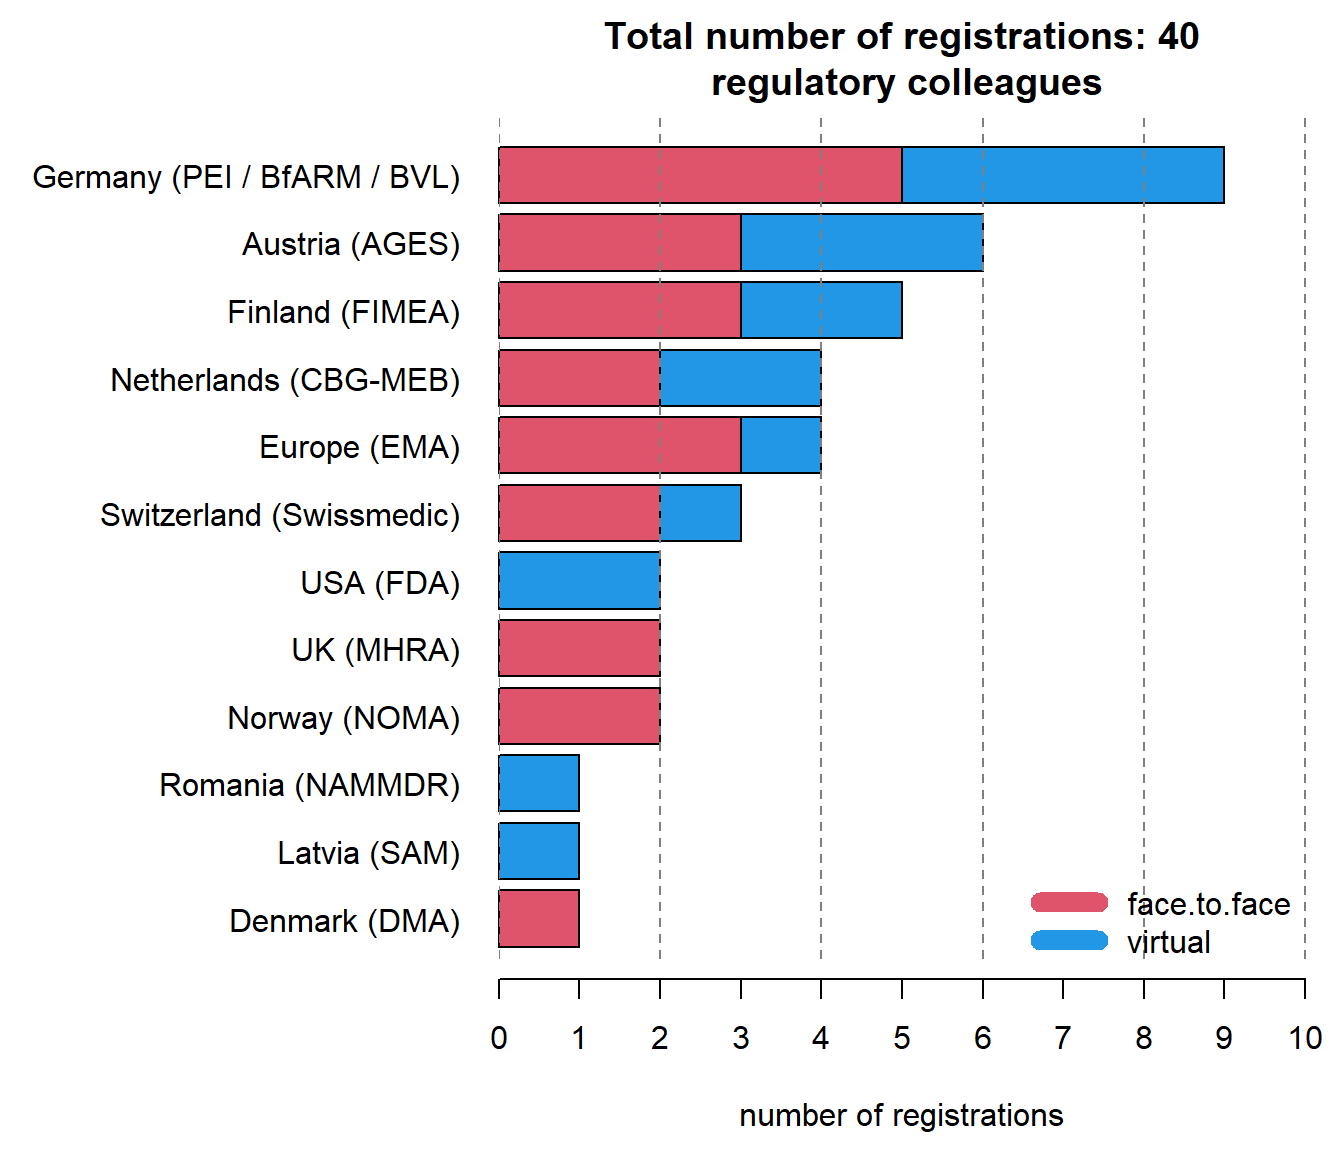 Total number of registrations: 40
regulatory colleagues
Germany (PEI / BfARM / BVL)
Austria (AGES)
Finland (FIMEA)
Netherlands (CBG-MEB)
Europe (EMA)
Switzerland (Swissmedic)
USA (FDA)
UK (MHRA)
Norway (NOMA)
Romania (NAMMDR)
Latvia (SAM)
Denmark (DMA)
face.to.face
virtual
0 1 2 3 4 5 6 7 8 9 10
number of registrations